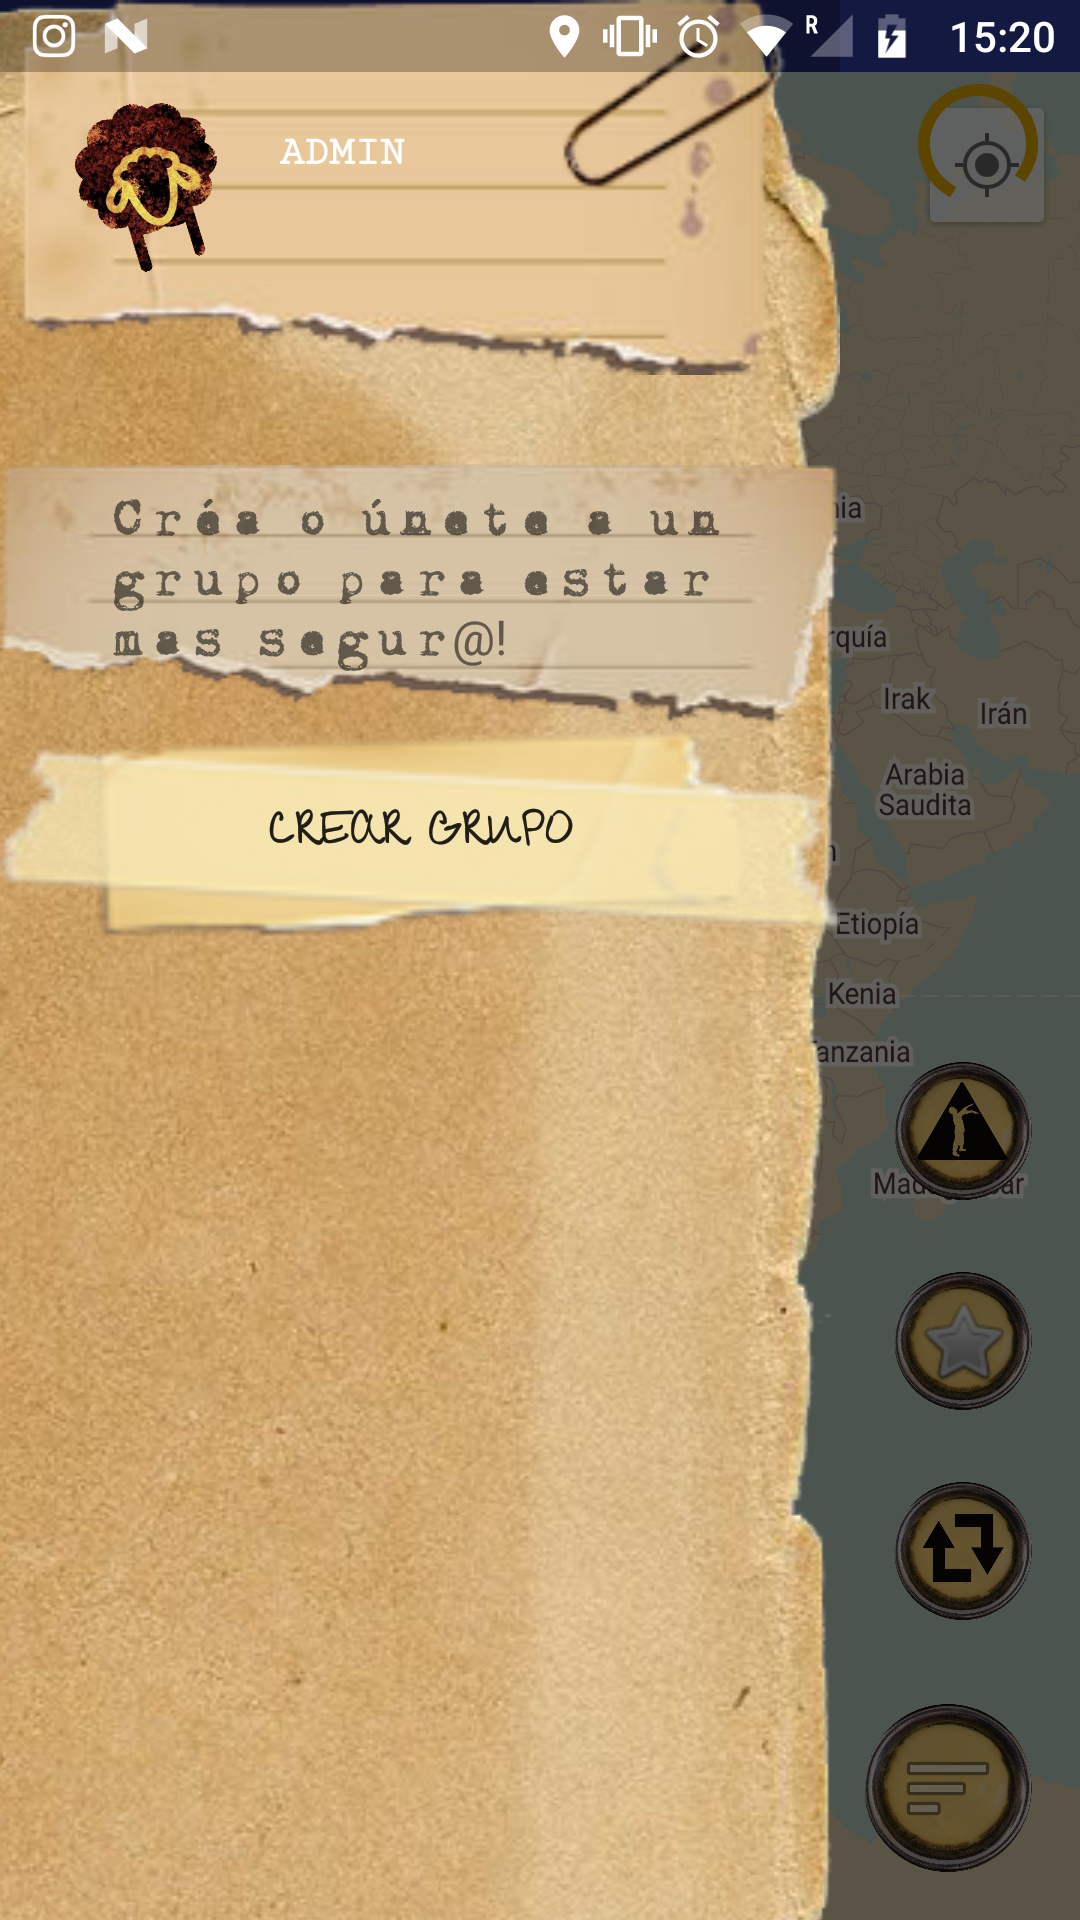 R 15:20
ADMIN
Créa o únete a un
grupo para estar
mas segur@!
CREAR GRUPO
Irak
Irán
Arabia
Saudita
Etiopía
Kenia